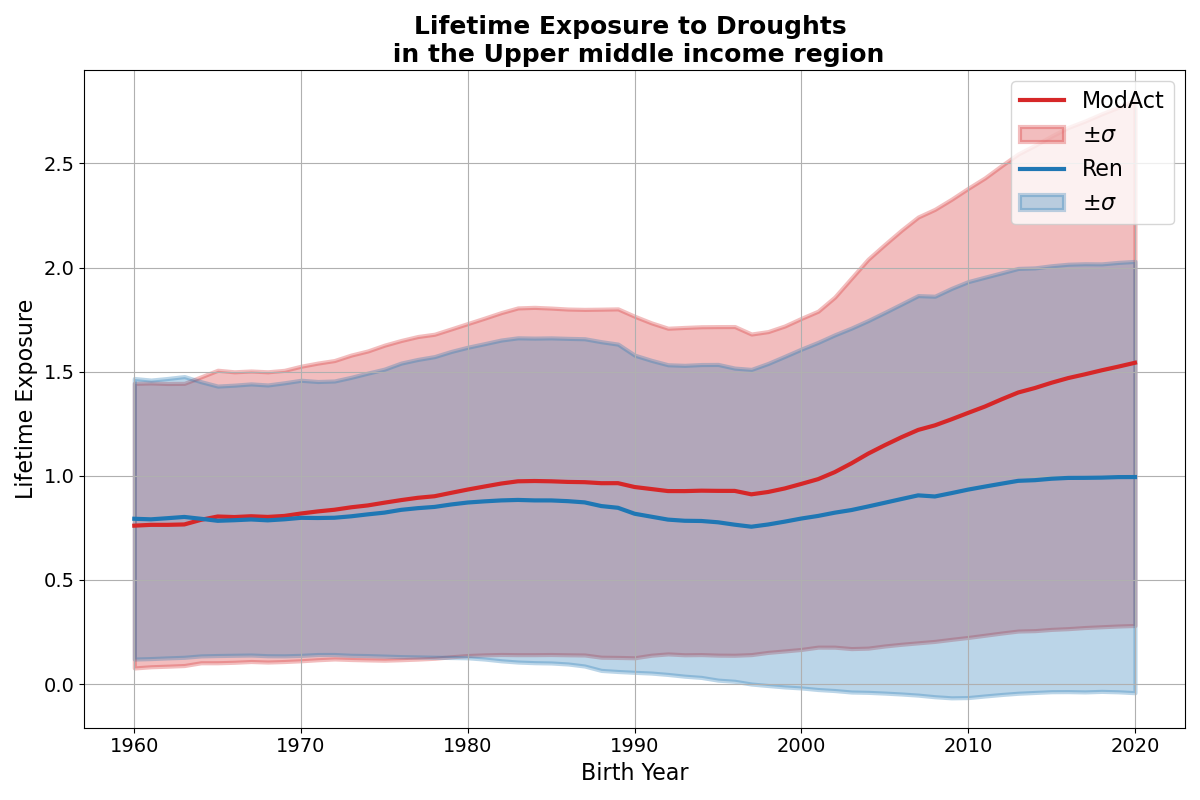 Lifetime Exposure to Droughts
in the Upper middle income region
ModAct
±σ
Ren
±σ
Lifetime Exposure
2.5
2.0
1.5
1.0
0.5
0.0
1960 1970 1980 1990 2000 2010 2020
Birth Year